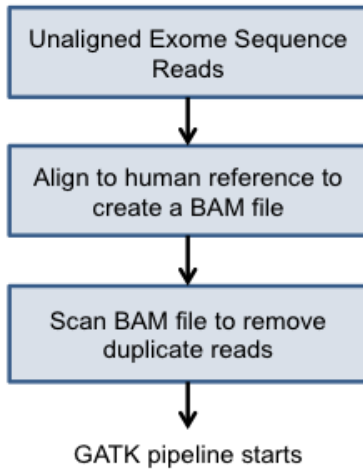 Unaligned Exome Sequence
Reads
Align to human reference to
create a BAM file
Scan BAM file to remove
duplicate reads
GATK pipeline starts